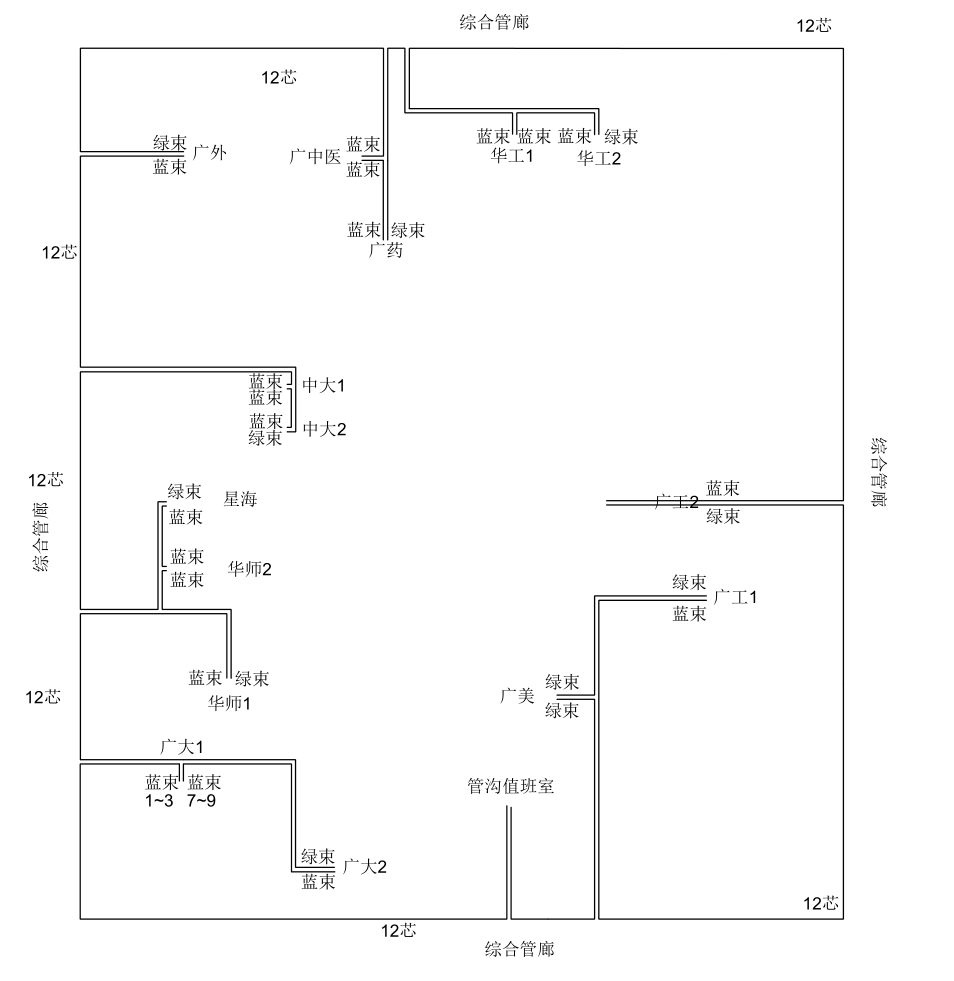 综合管廊
12芯
12芯
绿束
广外
蓝束
广中医
蓝束
蓝束
蓝束 蓝束
华工1
蓝束 绿束
华工2
蓝束 绿束
广药
12芯
蓝束
蓝束
中大1
蓝束
绿束
中大2
综合管廊
12芯
综合管廊
绿束
蓝束
星海
蓝束
蓝束
华师2
蓝束
广工2
绿束
绿束
广工1
蓝束
12芯
蓝束 绿束
华师1
绿束
广美
绿束
广大1
蓝束 蓝束
1~3 7~9
管沟值班室
绿束
广大2
蓝束
12芯
12芯
综合管廊